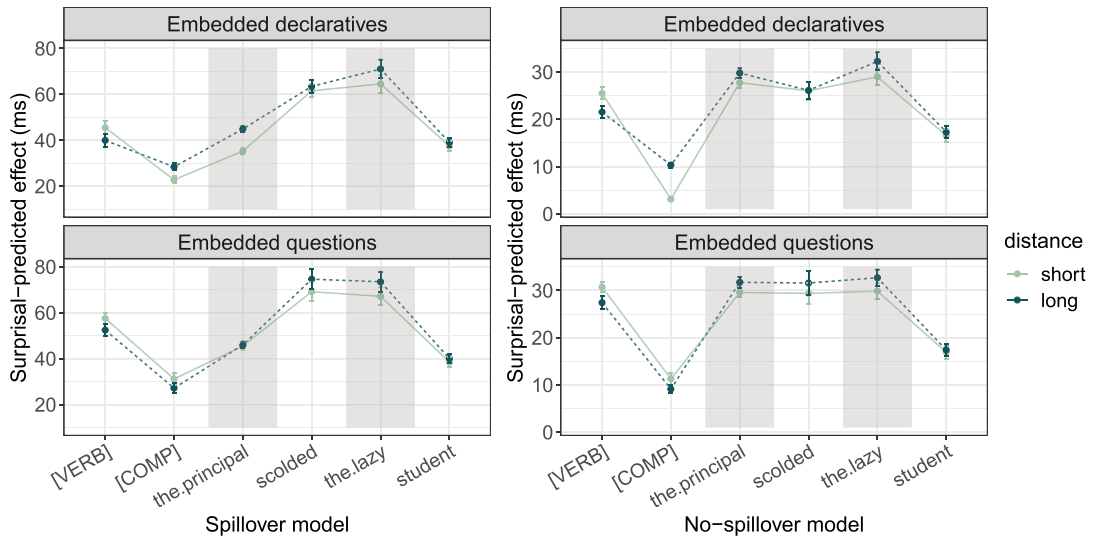 Embedded declaratives
Embedded declaratives
80
60
40
20
30
20
10
0
Embedded questions
Embedded questions
80
60
40
20
30
20
10
0
Surprisal−predicted effect (ms)
Surprisal−predicted effect (ms)
[VERB]
[COMP]
the.principal
scolded
the.lazy
student
[VERB]
[COMP]
the.principal
scolded
the.lazy
student
Spillover model
No−spillover model
distance
short
long